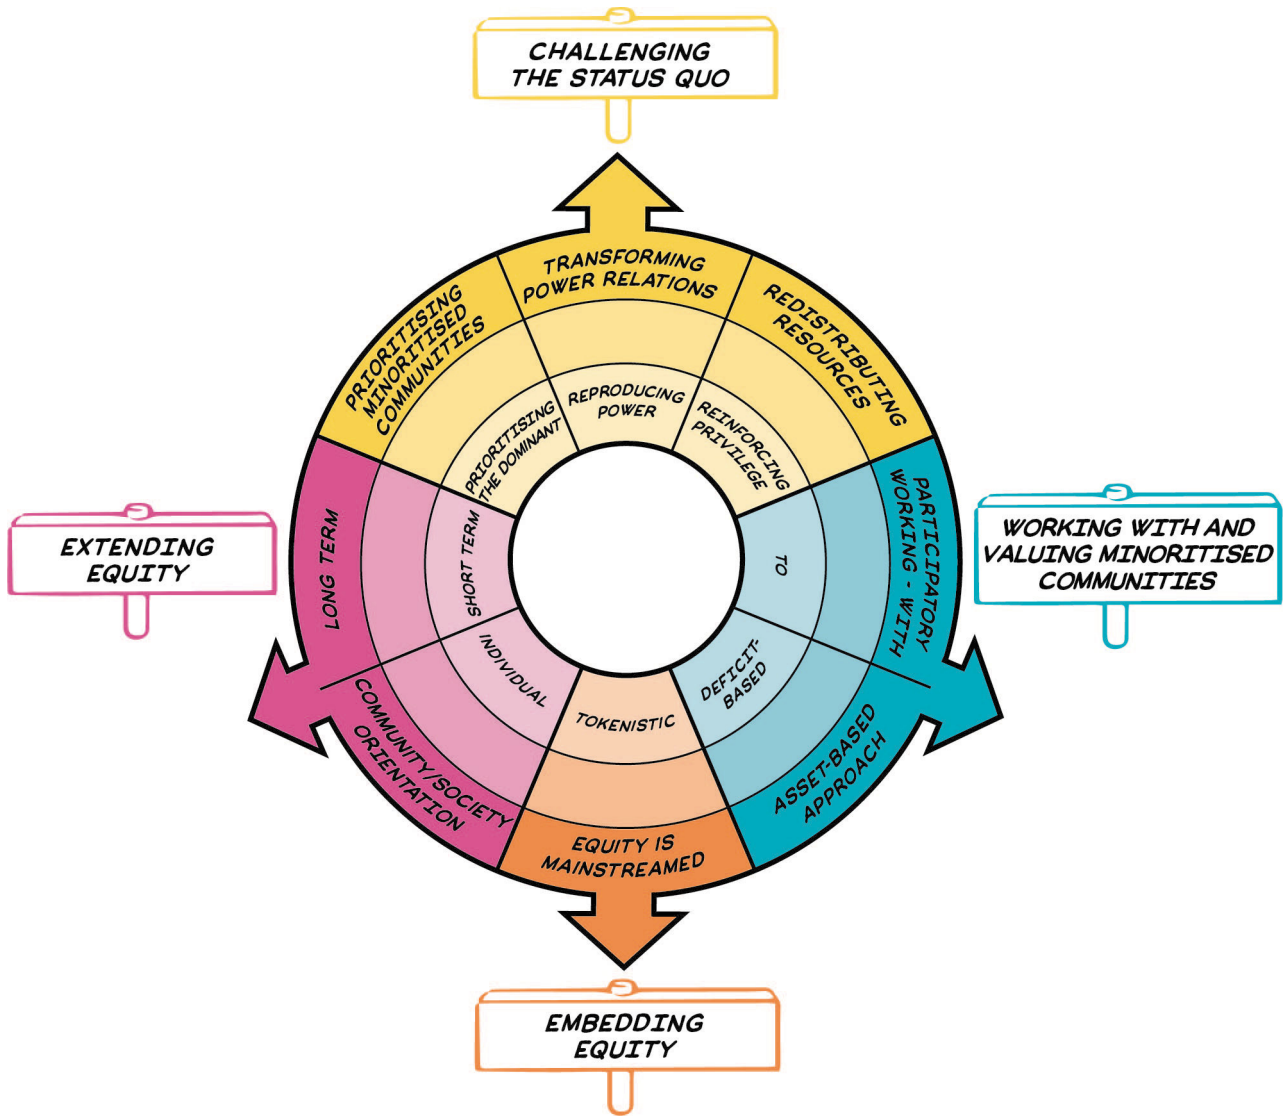 CHALLENGING
THE STATUS QUO
TRANSFORMING
POWER RELATIONS
PRIORITISING
MINORITISED
COMMUNITIES
REDISTRIBUTING
RESOURCES
REPRODUCING
POWER
PRIORITISING
THE DOMINANT
REINFORCING
PRIVILEGE
EXTENDING
EQUITY
LONG TERM
SHORT TERM
TO
PARTICIPATORY
WORKING - WITH
WORKING WITH AND
VALUING MINORITISED
COMMUNITIES
INDIVIDUAL
DEFICIT-
BASED
COMMUNITY/SOCIETY
ORIENTATION
TOKENISTIC
ASSET-BASED
APPROACH
EQUITY IS
MAINSTREAMED
EMBEDDING
EQUITY